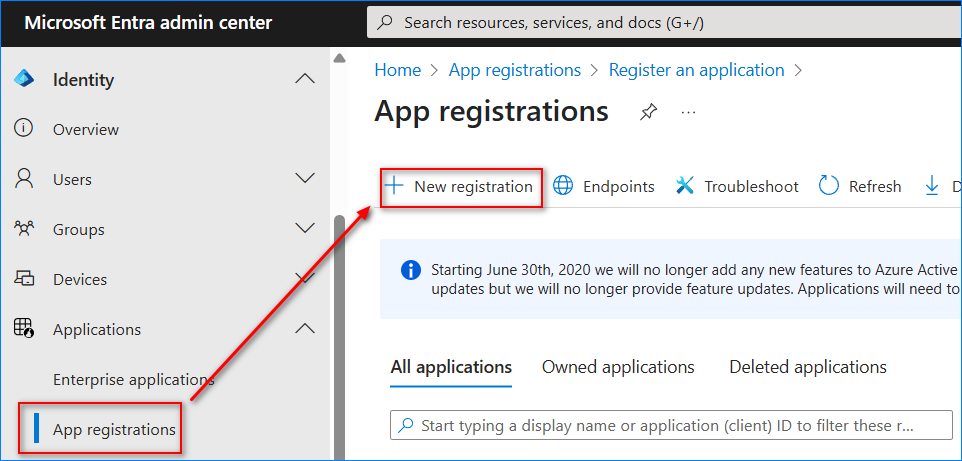 Microsoft Entra admin center
Search resources, services, and docs (G+/)
Identity
Overview
Users
Groups
Devices
Applications
Enterprise applications
App registrations
Home > App registrations > Register an application >
App registrations
New registration
Endpoints
Troubleshoot
Refresh
D
Starting June 30th, 2020 we will no longer add any new features to Azure Active
updates but we will no longer provide feature updates. Applications will need to
All applications
Owned applications
Deleted applications
Start typing a display name or application (client) ID to filter these r...